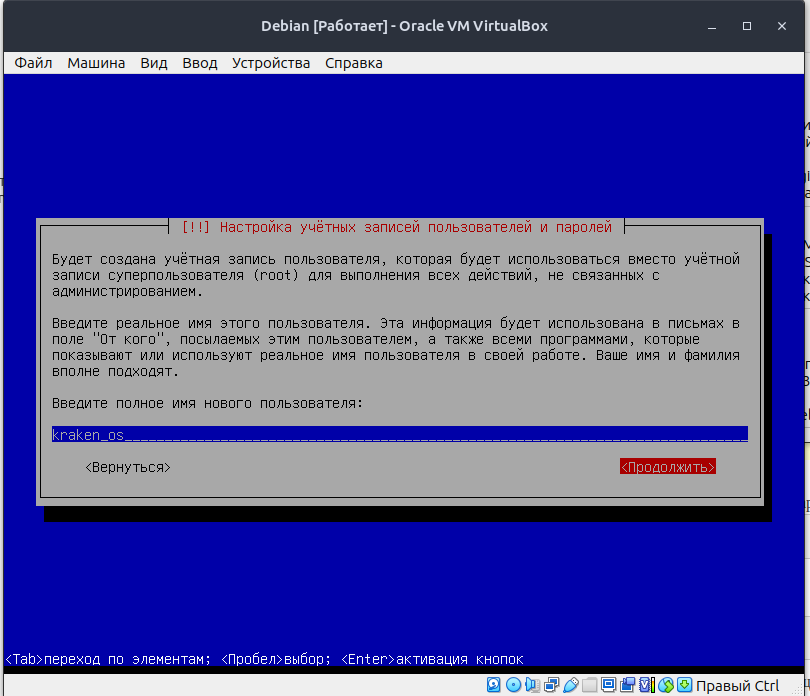 Debian [Работает] - Oracle VM VirtualBox
Файл Машина Вид Ввод Устройства Справка
[!!] Настройка учётных записей пользователей и паролей
Будет создана учётная запись пользователя, которая будет использоваться вместо учётной
записи суперпользователя (root) для выполнения всех действий, не связанных с
администрированием.
Введите реальное имя этого пользователя. Эта информация будет использована в письмах в
поле "От кого", посылаемых этим пользователем, а также всеми программами, которые
показывают или используют реальное имя пользователя в своей работе. Ваше имя и фамилия
вполне подходят.
Введите полное имя нового пользователя:
kraken_os
<Вернуться> <Продолжить>
<Tab>переход по элементам; <Пробел>выбор; <Enter>активация кнопок
Правый Ctrl